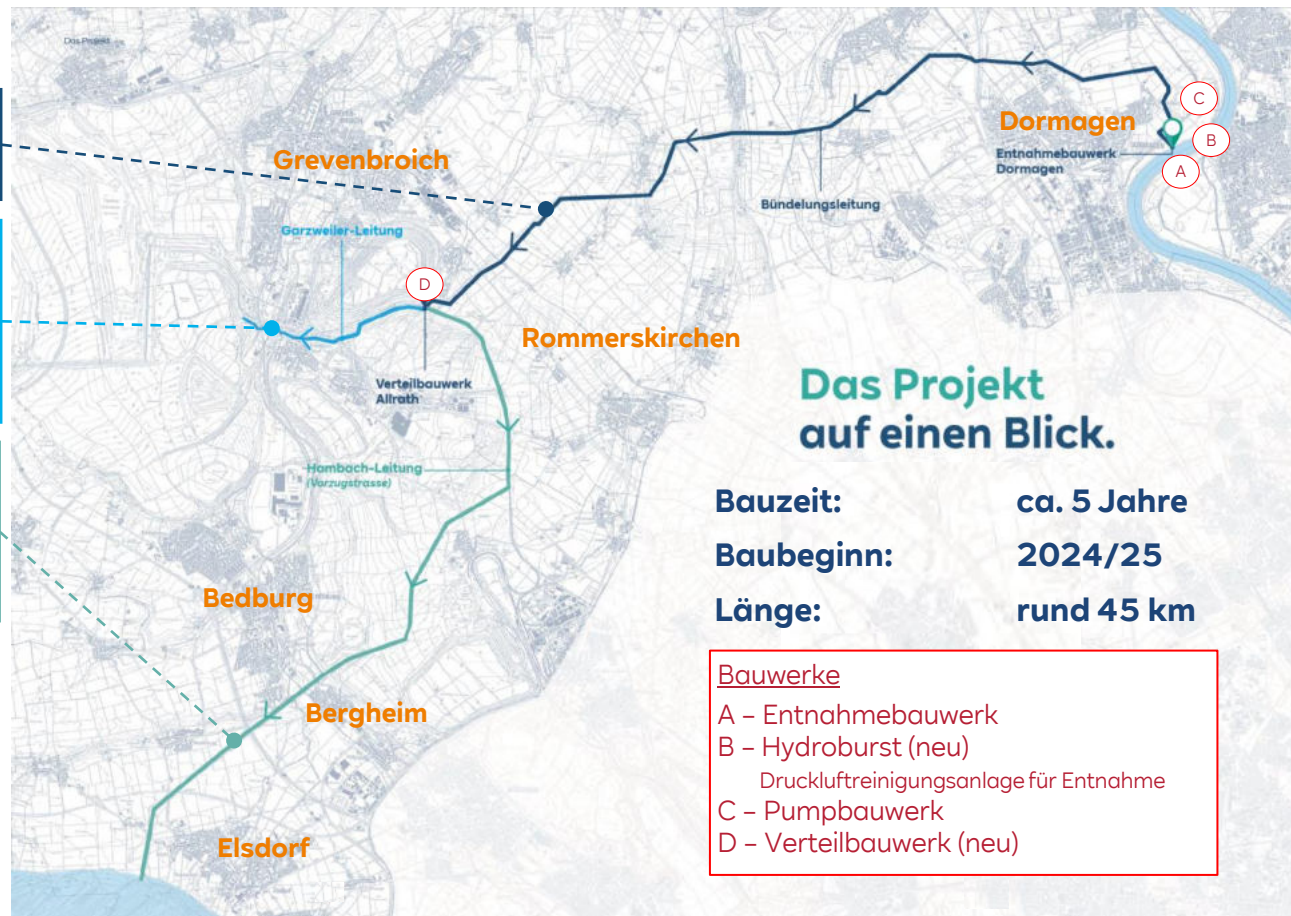 Das Projekt
Grevenbroich
Garzweiler-Leitung
D
Verteilbauwerk
Allrath
Hambach-Leitung
(Vorzugstrasse)
Rommerskirchen
Bündelungsleitung
Dormagen
Entnahmebauwerk
Dormagen
C
B
A
Bedburg
Bergheim
Elsdorf
Das Projekt
auf einen Blick.
Bauzeit: ca. 5 Jahre
Baubeginn: 2024/25
Länge: rund 45 km
Bauwerke
A – Entnahmebauwerk
B – Hydroburst (neu)
Druckluftreinigungsanlage für Entnahme
C – Pumpbauwerk
D – Verteilbauwerk (neu)